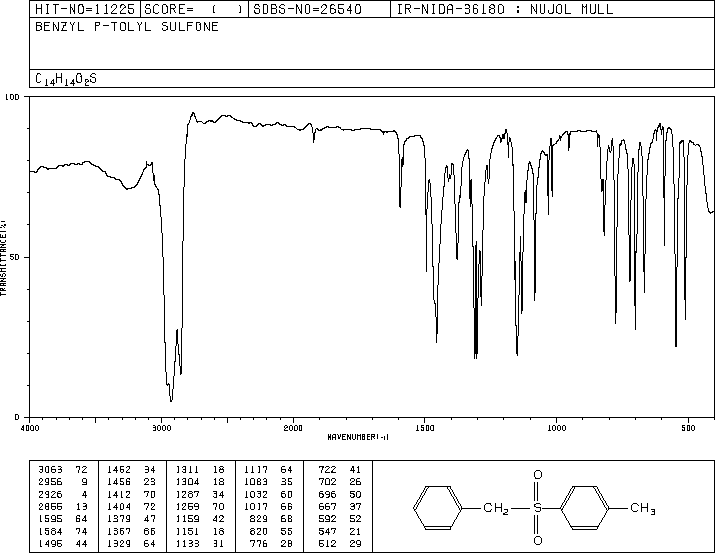 HIT-NO=11225 SCORE= ( ) SDBS-NO=26540 IR-NIDA-36180 : NUJOL MULL
BENZYL P-TOLYL SULFONE
C14H14O2S
100
50
0
TRANSMITTANCE(%)
4000 3000 2000 1500 1000 500
WAVENUMBER(-1)
3063 72 1462 34 1311 18 1117 64 722 41
2956 9 1456 23 1304 18 1083 35 702 26
2926 4 1412 70 1287 34 1032 60 696 50
2855 13 1404 72 1259 70 1017 66 667 37
1595 64 1379 47 1159 42 829 68 592 52
1584 74 1367 66 1151 18 820 55 547 21
1495 44 1329 64 1133 31 776 28 512 29
O
CH2 S CH3
O